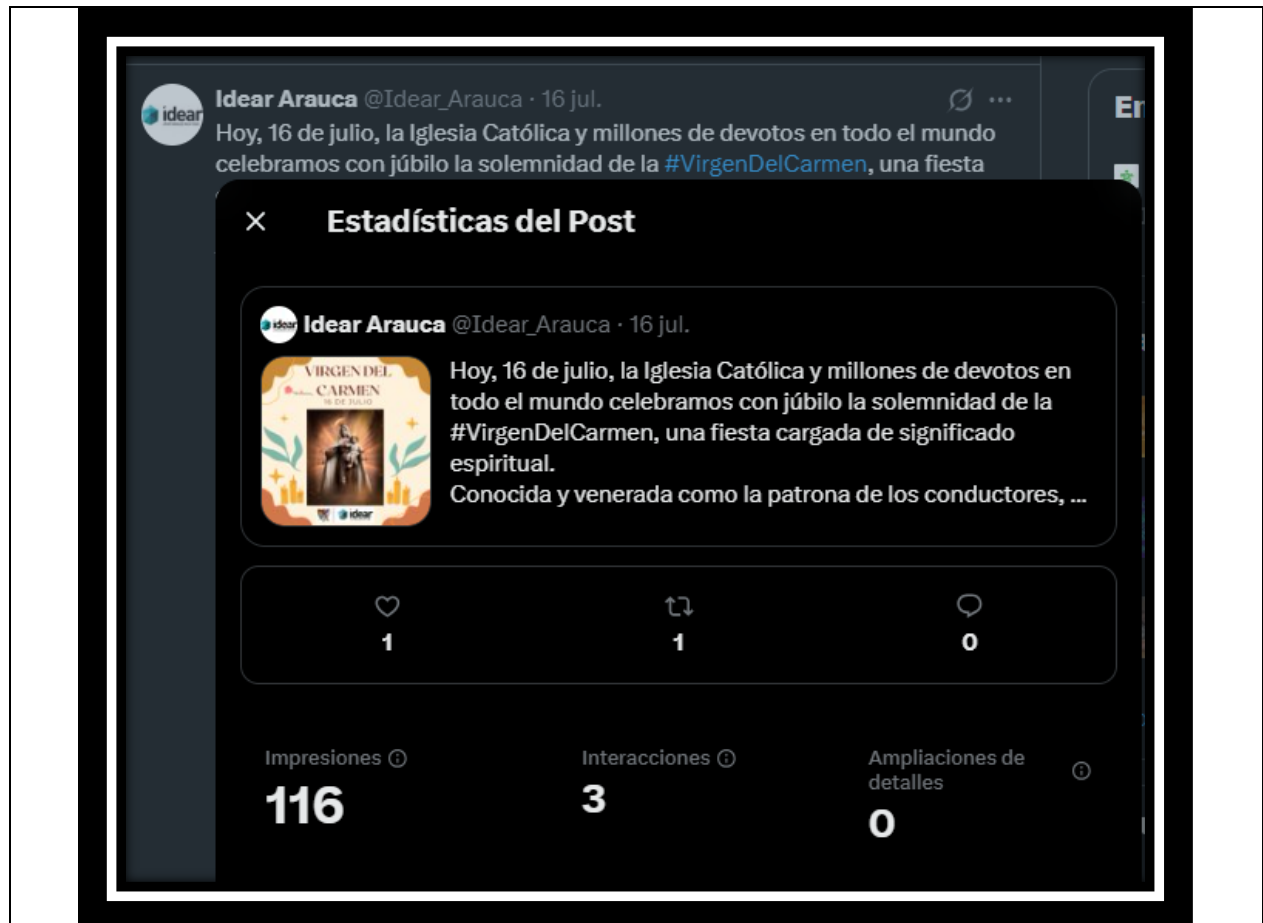 Idear Arauca @Idear_Arauca · 16 jul.
Hoy, 16 de julio, la Iglesia Católica y millones de devotos en todo el mundo
celebramos con júbilo la solemnidad de la #VirgenDelCarmen, una fiesta
idear
Estadísticas del Post
Idear Arauca @Idear_Arauca · 16 jul.
idear
VIRGEN DEL
CARMEN
16 DE JULIO
idear
Hoy, 16 de julio, la Iglesia Católica y millones de devotos en
todo el mundo celebramos con júbilo la solemnidad de la
#VirgenDelCarmen, una fiesta cargada de significado
espiritual.
Conocida y venerada como la patrona de los conductores, ...
1 1 0
Impresiones Interacciones Ampliaciones de
detalles
116 3 0